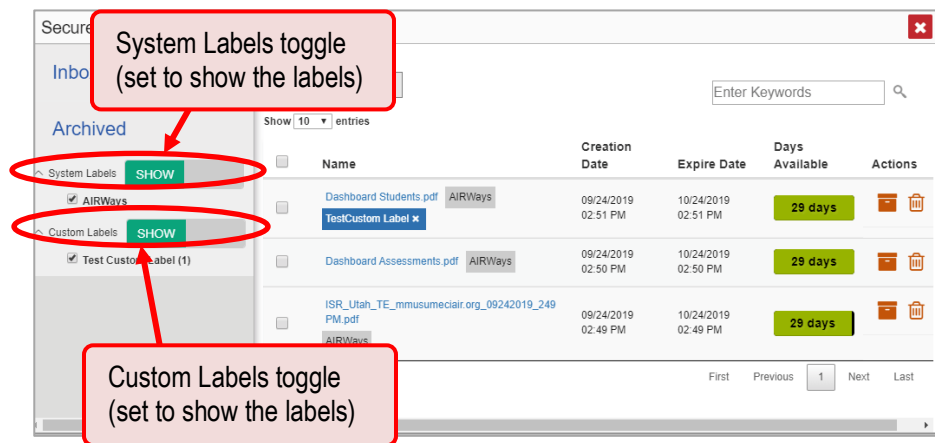 Secure
System Labels toggle
(set to show the labels)
Enter Keywords
Show 10 entries
Archived
System Labels SHOW
AIRWays
Custom Labels SHOW
Test Custom Label (1)
Name
Creation
Date
Expire Date
Days
Available
Actions
Dashboard Students.pdf AIRWays
TestCustom Label ×
09/24/2019
02:51 PM
10/24/2019
02:51 PM
29 days
Dashboard Assessments.pdf AIRWays
09/24/2019
02:50 PM
10/24/2019
02:50 PM
29 days
ISR_Utah_TE_mmusumeciair.org_09242019_249
PM.pdf
AIRWays
09/24/2019
02:49 PM
10/24/2019
02:49 PM
29 days
First Previous 1 Next Last
Custom Labels toggle
(set to show the labels)